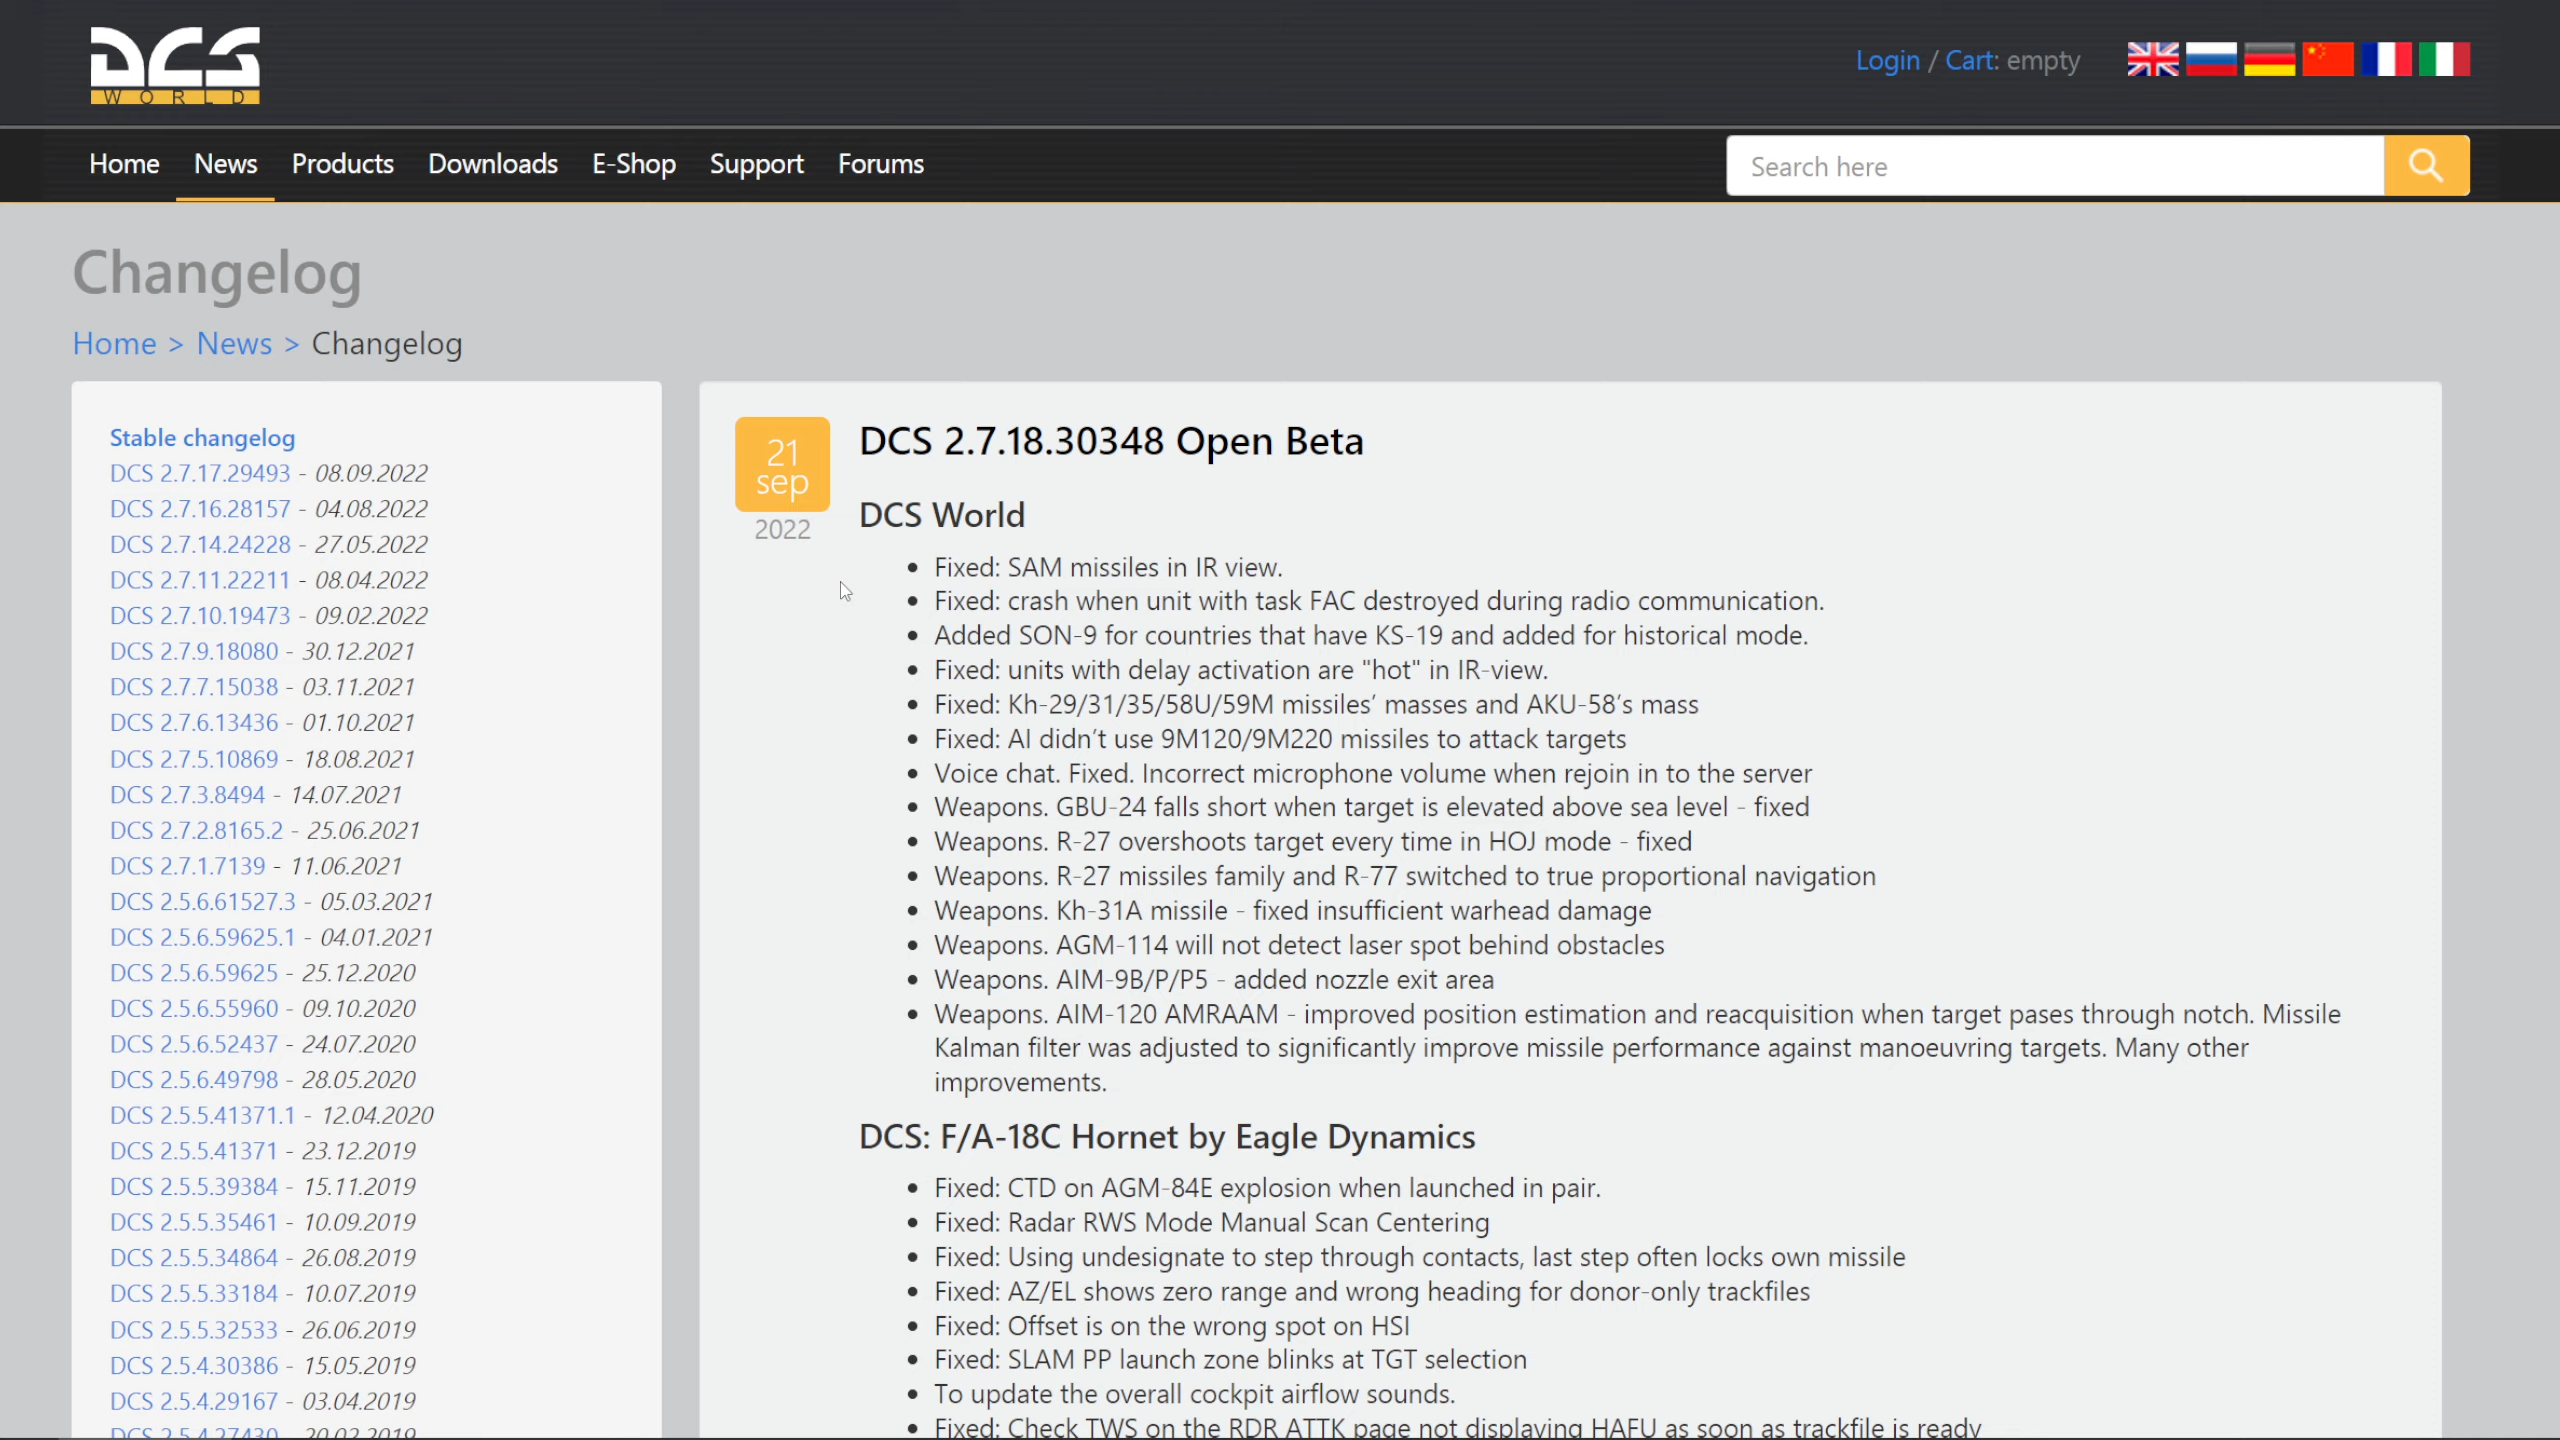 DCS
WORLD
Login / Cart: empty
Home News Products Downloads E-Shop Support Forums
Search here
Changelog
Home > News > Changelog
Stable changelog
DCS 2.7.17.29493 - 08.09.2022
DCS 2.7.16.28157 - 04.08.2022
DCS 2.7.14.24228 - 27.05.2022
DCS 2.7.11.22211 - 08.04.2022
DCS 2.7.10.19473 - 09.02.2022
DCS 2.7.9.18080 - 30.12.2021
DCS 2.7.7.15038 - 03.11.2021
DCS 2.7.6.13436 - 01.10.2021
DCS 2.7.5.10869 - 18.08.2021
DCS 2.7.3.8494 - 14.07.2021
DCS 2.7.2.8165.2 - 25.06.2021
DCS 2.7.1.7139 - 11.06.2021
DCS 2.5.6.61527.3 - 05.03.2021
DCS 2.5.6.59625.1 - 04.01.2021
DCS 2.5.6.59625 - 25.12.2020
DCS 2.5.6.55960 - 09.10.2020
DCS 2.5.6.52437 - 24.07.2020
DCS 2.5.6.49798 - 28.05.2020
DCS 2.5.5.41371.1 - 12.04.2020
DCS 2.5.5.41371 - 23.12.2019
DCS 2.5.5.39384 - 15.11.2019
DCS 2.5.5.35461 - 10.09.2019
DCS 2.5.5.34864 - 26.08.2019
DCS 2.5.5.33184 - 10.07.2019
DCS 2.5.5.32533 - 26.06.2019
DCS 2.5.4.30386 - 15.05.2019
DCS 2.5.4.29167 - 03.04.2019
DCS 2.5.4.27430 20.02.2019
21
sep
2022
DCS 2.7.18.30348 Open Beta
DCS World
• Fixed: SAM missiles in IR view.
• Fixed: crash when unit with task FAC destroyed during radio communication.
• Added SON-9 for countries that have KS-19 and added for historical mode.
• Fixed: units with delay activation are "hot" in IR-view.
• Fixed: Kh-29/31/35/58U/59M missiles’ masses and AKU-58’s mass
• Fixed: AI didn’t use 9M120/9M220 missiles to attack targets
• Voice chat. Fixed. Incorrect microphone volume when rejoin in to the server
• Weapons. GBU-24 falls short when target is elevated above sea level - fixed
• Weapons. R-27 overshoots target every time in HOJ mode - fixed
• Weapons. R-27 missiles family and R-77 switched to true proportional navigation
• Weapons. Kh-31A missile - fixed insufficient warhead damage
• Weapons. AGM-114 will not detect laser spot behind obstacles
• Weapons. AIM-9B/P/P5 - added nozzle exit area
• Weapons. AIM-120 AMRAAM - improved position estimation and reacquisition when target pases through notch. Missile
Kalman filter was adjusted to significantly improve missile performance against manoeuvring targets. Many other
improvements.
DCS: F/A-18C Hornet by Eagle Dynamics
• Fixed: CTD on AGM-84E explosion when launched in pair.
• Fixed: Radar RWS Mode Manual Scan Centering
• Fixed: Using undesignate to step through contacts, last step often locks own missile
• Fixed: AZ/EL shows zero range and wrong heading for donor-only trackfiles
• Fixed: Offset is on the wrong spot on HSI
• Fixed: SLAM PP launch zone blinks at TGT selection
• To update the overall cockpit airflow sounds.
• Fixed: Check TWS on the RDR ATTK page not displaying HAFU as soon as trackfile is ready